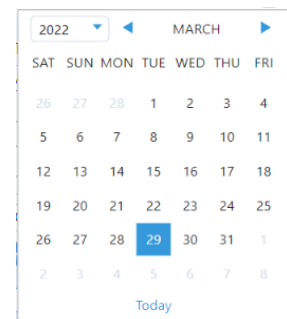 2022 MARCH
SAT SUN MON TUE WED THU FRI
26 27 28 1 2 3 4
5 6 7 8 9 10 11
12 13 14 15 16 17 18
19 20 21 22 23 24 25
26 27 28 29 30 31 1
2 3 4 5 6 7 8
Today